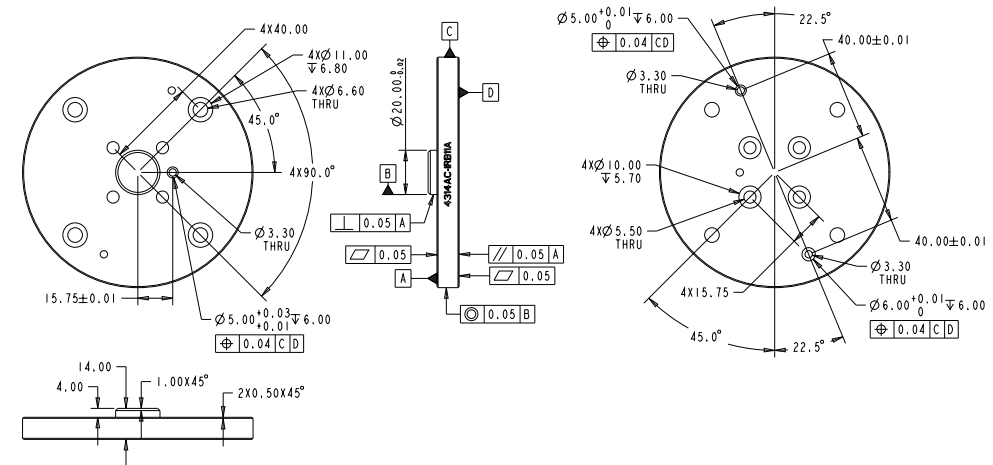 4X40.00
4XØ11.00
↧6.80
4XØ6.60
THRU
45.0°
4X90.0°
Ø3.30
THRU
15.75±0.01
Ø5.00 +0.03 +0.01 ↧6.00
⌖ 0.04 C D
14.00
4.00
1.00X45°
2X0.50X45°
C
D
Ø20.00 -0 -0.02
B
4314AC-IRB11A
⊥ 0.05 A
▱ 0.05
// 0.05 A
A
▱ 0.05
◎ 0.05 B
Ø5.00 +0.01 0 ↧6.00
⌖ 0.04 CD
22.5°
40.00±0.01
Ø3.30
THRU
4XØ10.00
↧5.70
4XØ5.50
THRU
40.00±0.01
Ø3.30
THRU
4X15.75
Ø6.00 +0.01 0 ↧6.00
⌖ 0.04 C D
45.0°
22.5°